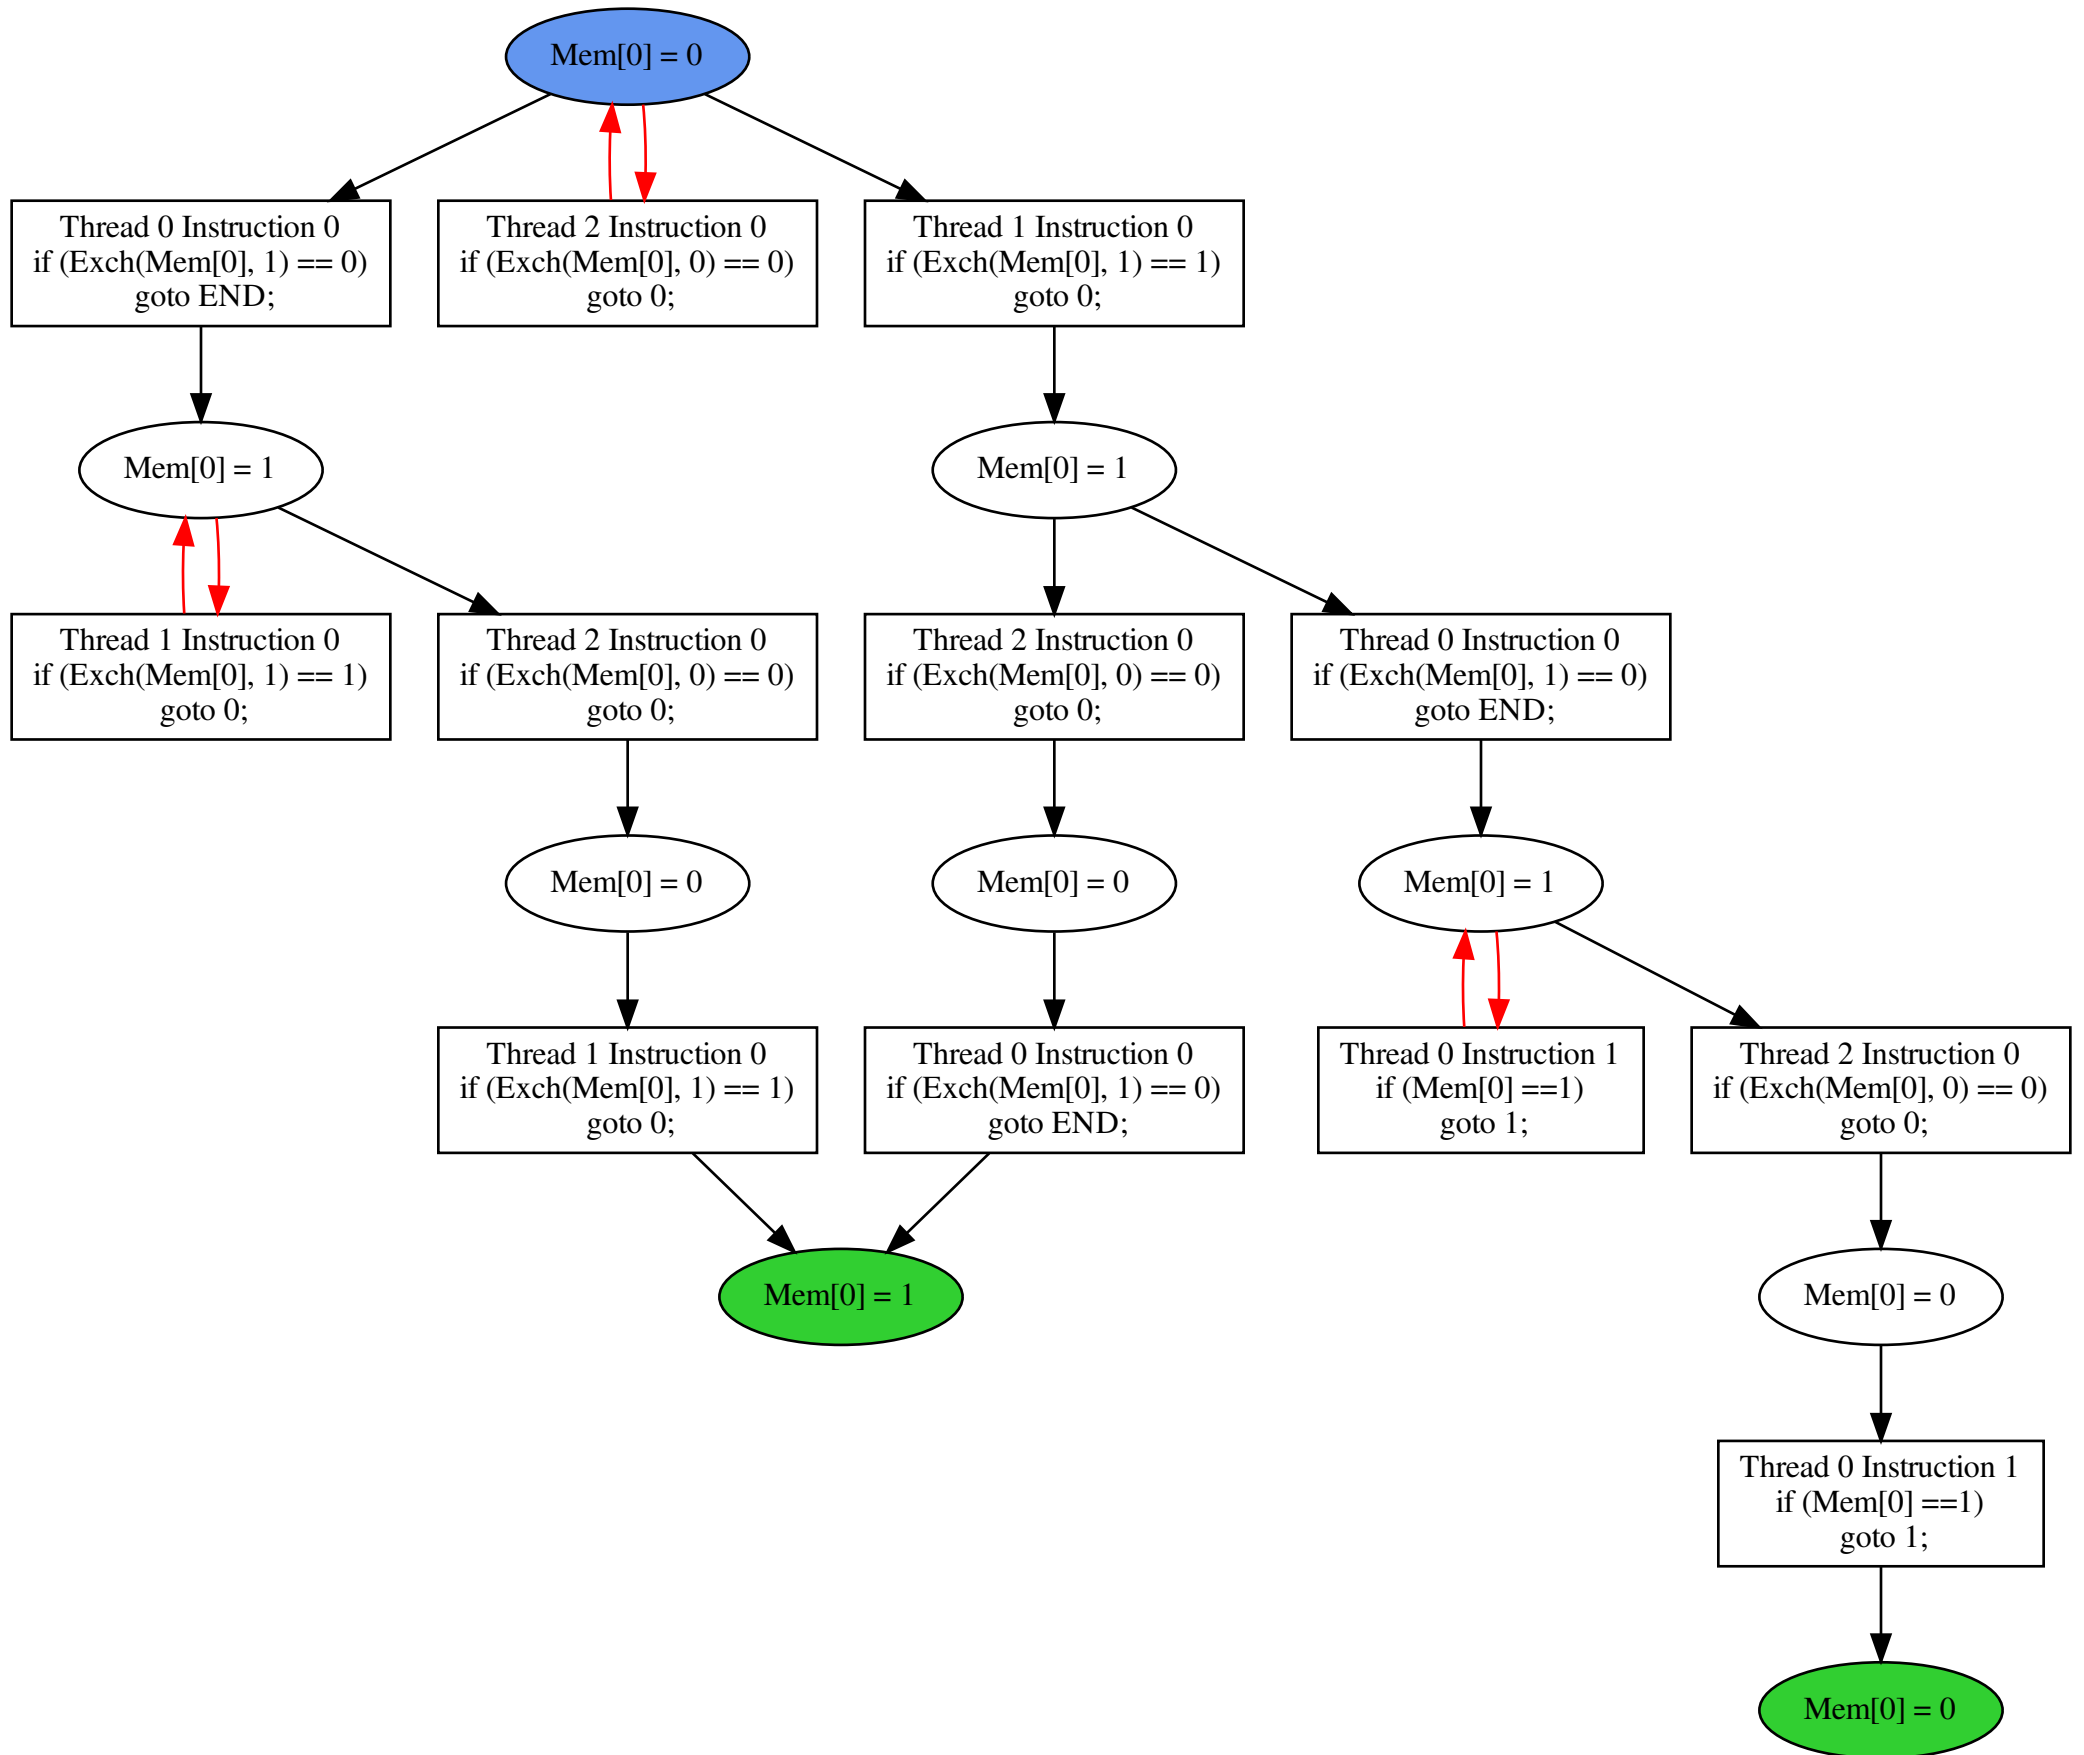 Mem[0] = 0
Thread 0 Instruction 0
if (Exch(Mem[0], 1) == 0)
goto END;
Thread 2 Instruction 0
if (Exch(Mem[0], 0) == 0)
goto 0;
Thread 1 Instruction 0
if (Exch(Mem[0], 1) == 1)
goto 0;
Mem[0] = 1
Mem[0] = 1
Thread 1 Instruction 0
if (Exch(Mem[0], 1) == 1)
goto 0;
Thread 2 Instruction 0
if (Exch(Mem[0], 0) == 0)
goto 0;
Thread 2 Instruction 0
if (Exch(Mem[0], 0) == 0)
goto 0;
Thread 0 Instruction 0
if (Exch(Mem[0], 1) == 0)
goto END;
Mem[0] = 0
Mem[0] = 0
Mem[0] = 1
Thread 1 Instruction 0
if (Exch(Mem[0], 1) == 1)
goto 0;
Thread 0 Instruction 0
if (Exch(Mem[0], 1) == 0)
goto END;
Thread 0 Instruction 1
if (Mem[0] ==1)
goto 1;
Thread 2 Instruction 0
if (Exch(Mem[0], 0) == 0)
goto 0;
Mem[0] = 1
Mem[0] = 0
Thread 0 Instruction 1
if (Mem[0] ==1)
goto 1;
Mem[0] = 0